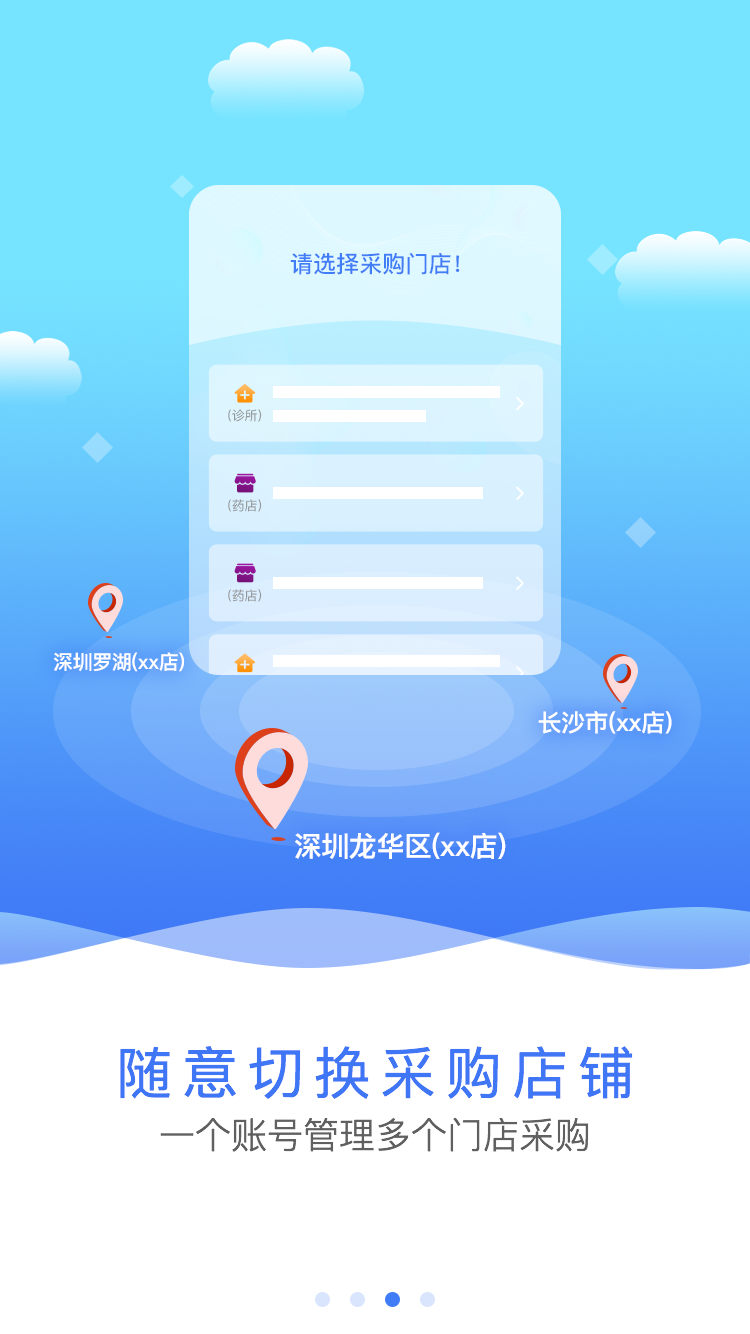 请选择采购门店!
(诊所)
(药店)
(药店)
深圳罗湖(xx店)
长沙市(xx店)
深圳龙华区(xx店)
随意切换采购店铺
一个账号管理多个门店采购